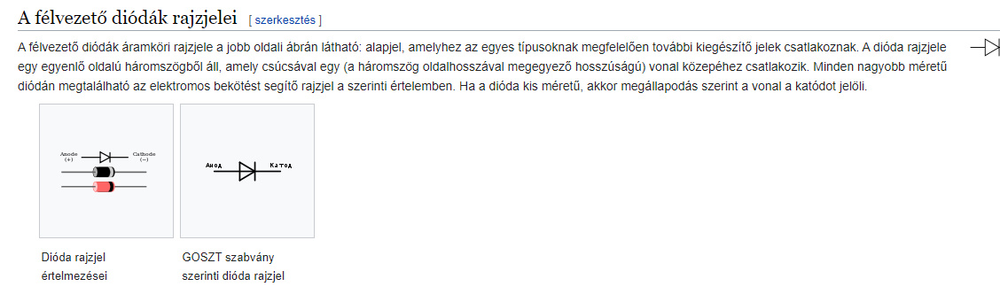 A félvezető diódák rajzjelei [ szerkesztés ]
A félvezető diódák áramköri rajzjele a jobb oldali ábrán látható: alapjel, amelyhez az egyes típusoknak megfelelően további kiegészítő jelek csatlakoznak. A dióda rajzjele
egy egyenlő oldalú háromszögből áll, amely csúcsával egy (a háromszög oldalhosszával megegyező hosszúságú) vonal közepéhez csatlakozik. Minden nagyobb méretű
diódán megtalálható az elektromos bekötést segítő rajzjel a szerinti értelemben. Ha a dióda kis méretű, akkor megállapodás szerint a vonal a katódot jelöli.
Anode
(+)
Cathode
(−)
Анод
Катод
Dióda rajzjel
értelmezései
GOSZT szabvány
szerinti dióda rajzjel